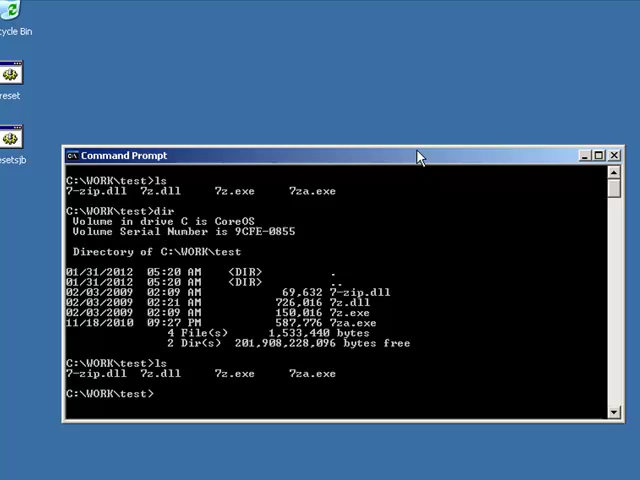 cycle Bin
reset
esetsjb
Command Prompt
C:\WORK\test>ls
7-zip.dll  7z.dll     7z.exe     7za.exe
C:\WORK\test>dir
 Volume in drive C is CoreOS
 Volume Serial Number is 9CFE-0855
 Directory of C:\WORK\test
01/31/2012  05:20 AM    <DIR>          .
01/31/2012  05:20 AM    <DIR>          ..
02/03/2009  02:09 AM            69,632 7-zip.dll
02/03/2009  02:21 AM           726,016 7z.dll
02/03/2009  02:09 AM           150,016 7z.exe
11/18/2010  09:27 PM           587,776 7za.exe
               4 File(s)      1,533,440 bytes
               2 Dir(s)  201,908,228,096 bytes free
C:\WORK\test>ls
7-zip.dll  7z.dll     7z.exe     7za.exe
C:\WORK\test>